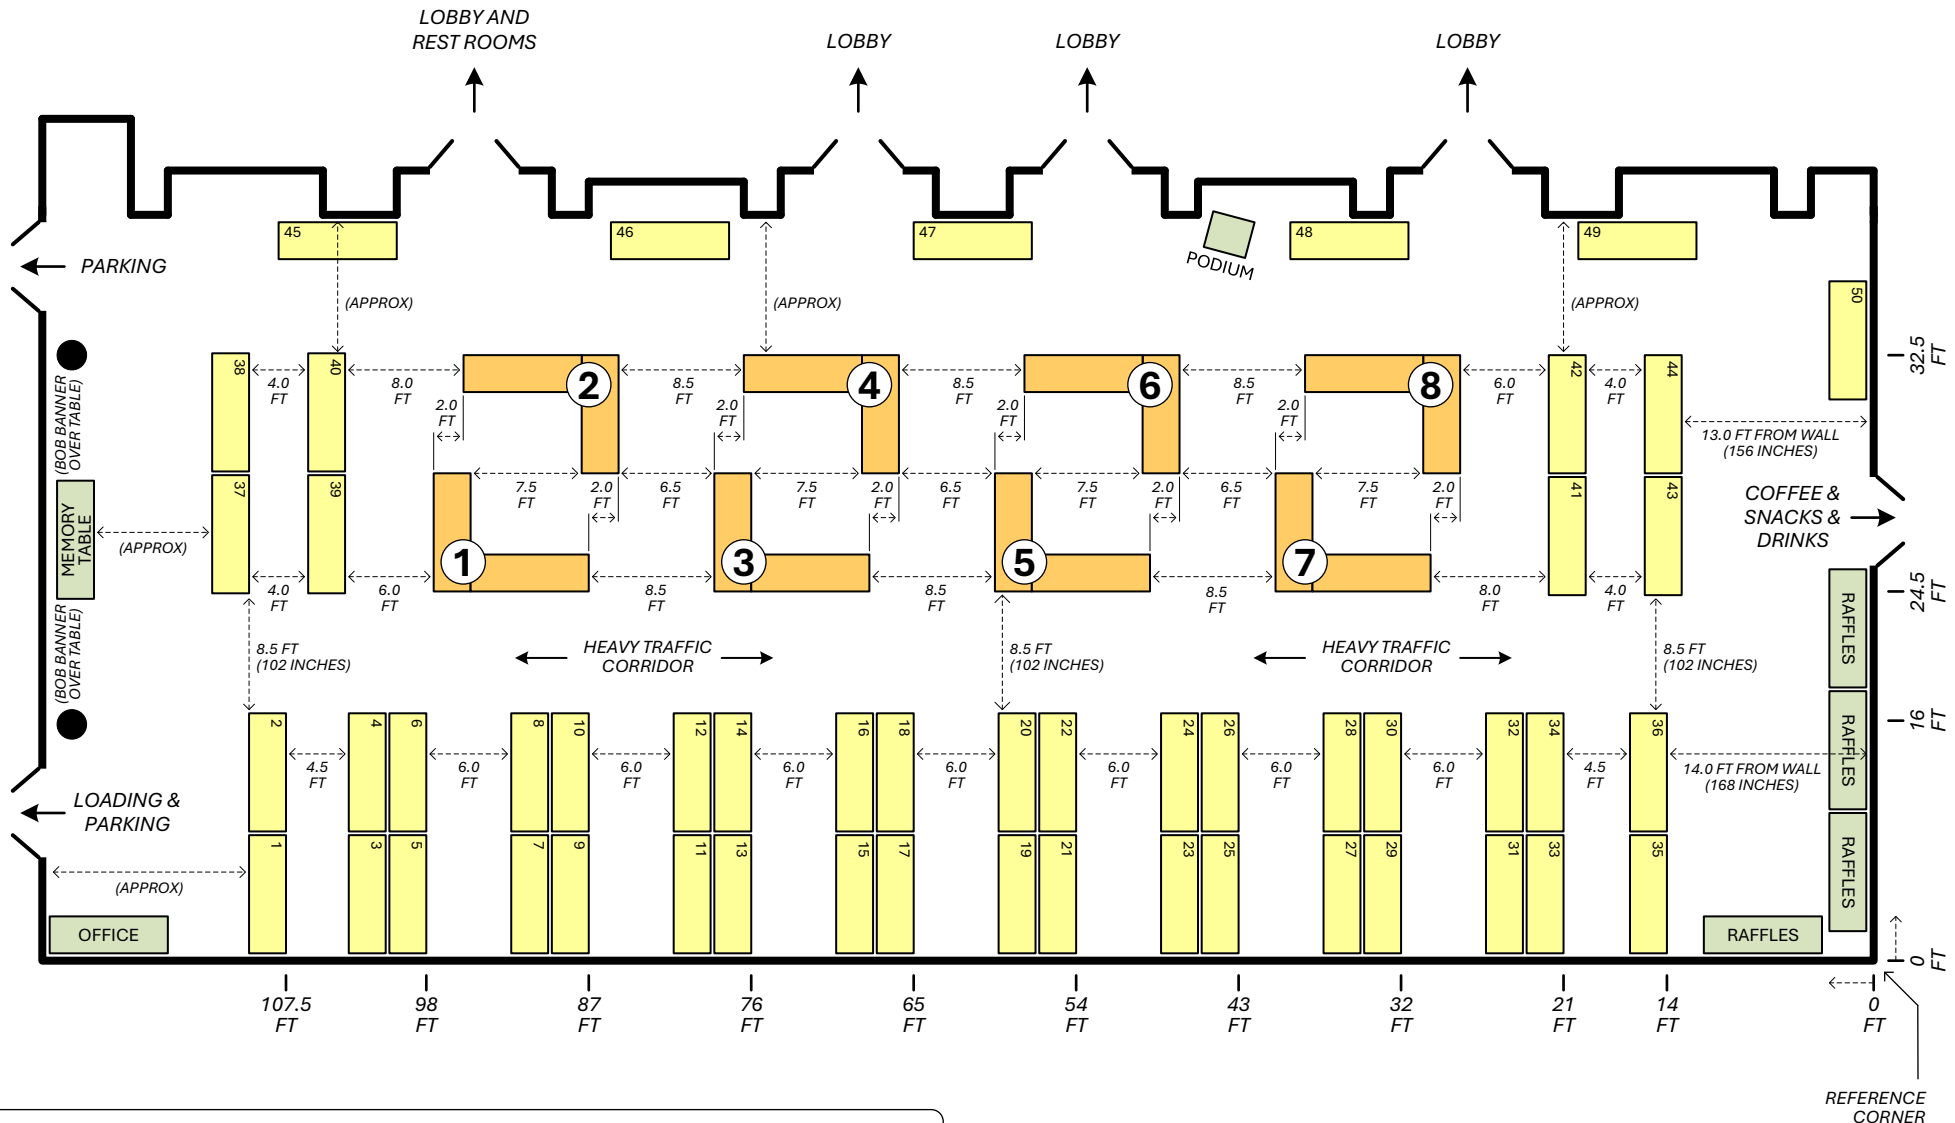 LOBBY AND
REST ROOMS
LOBBY
LOBBY
LOBBY
45
46
47
48
49
PODIUM
PARKING
(APPROX)
(APPROX)
(APPROX)
50
38
40
2
4
6
8
42
44
4.0
FT
8.0
FT
8.5
FT
8.5
FT
8.5
FT
6.0
FT
4.0
FT
32.5
FT
2.0
FT
2.0
FT
2.0
FT
2.0
FT
13.0 FT FROM WALL
(156 INCHES)
(BOB BANNER
OVER TABLE)
37
39
7.5
FT
2.0
FT
6.5
FT
7.5
FT
2.0
FT
6.5
FT
7.5
FT
2.0
FT
6.5
FT
7.5
FT
2.0
FT
41
43
COFFEE &
SNACKS &
DRINKS
MEMORY
TABLE
(APPROX)
1
3
5
7
4.0
FT
6.0
FT
8.5
FT
8.5
FT
8.5
FT
8.0
FT
4.0
FT
24.5
FT
(BOB BANNER
OVER TABLE)
8.5 FT
(102 INCHES)
HEAVY TRAFFIC
CORRIDOR
8.5 FT
(102 INCHES)
HEAVY TRAFFIC
CORRIDOR
8.5 FT
(102 INCHES)
RAFFLES
2
4
6
8
10
12
14
16
18
20
22
24
26
28
30
32
34
36
RAFFLES
16
FT
4.5
FT
6.0
FT
6.0
FT
6.0
FT
6.0
FT
6.0
FT
6.0
FT
6.0
FT
4.5
FT
14.0 FT FROM WALL
(168 INCHES)
LOADING &
PARKING
1
3
5
7
9
11
13
15
17
19
21
23
25
27
29
31
33
35
RAFFLES
(APPROX)
OFFICE
RAFFLES
0
FT
107.5
FT
98
FT
87
FT
76
FT
65
FT
54
FT
43
FT
32
FT
21
FT
14
FT
0
FT
REFERENCE
CORNER